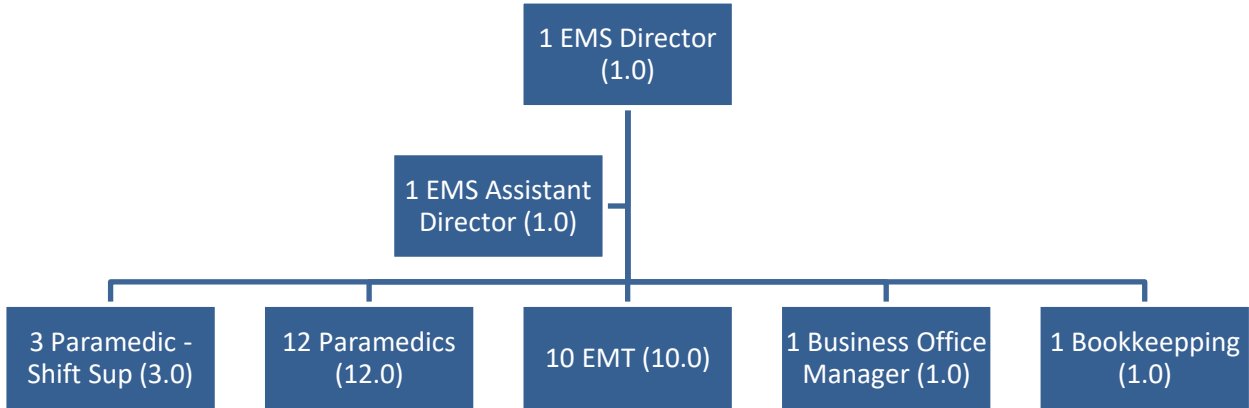 1 EMS Director
(1.0)
1 EMS Assistant
Director (1.0)
3 Paramedic -
Shift Sup (3.0)
12 Paramedics
(12.0)
10 EMT (10.0)
1 Business Office
Manager (1.0)
1 Bookkeepping
(1.0)